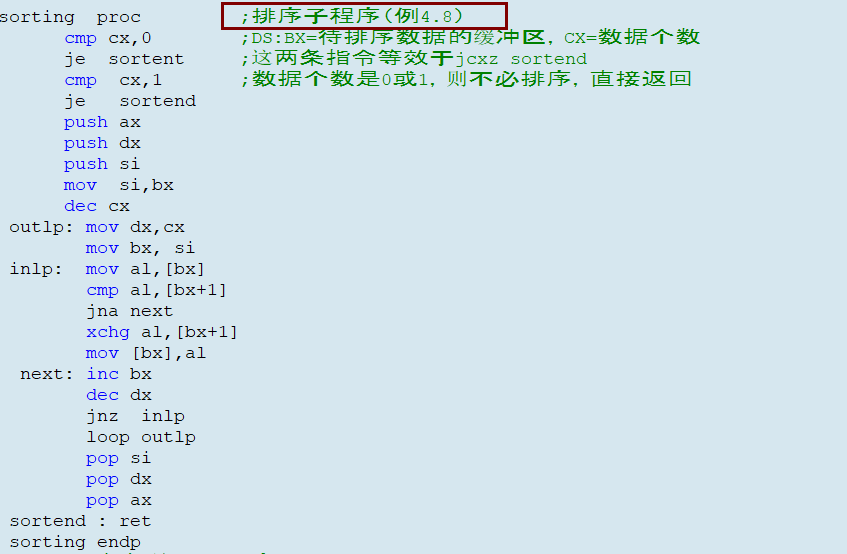 sorting  proc         ;排序子程序(例4.8)
cmp cx,0        ;DS:BX=待排序数据的缓冲区, CX=数据个数
je  sortent     ;这两条指令等效于jcxz sortend
cmp  cx,1       ;数据个数是0或1, 则不必排序, 直接返回
je   sortend
push ax
push dx
push si
mov  si,bx
dec cx
outlp: mov dx,cx
mov bx, si
inlp:  mov al,[bx]
cmp al,[bx+1]
jna next
xchg al,[bx+1]
mov [bx],al
next: inc bx
dec dx
jnz  inlp
loop outlp
pop si
pop dx
pop ax
sortend : ret
sorting endp